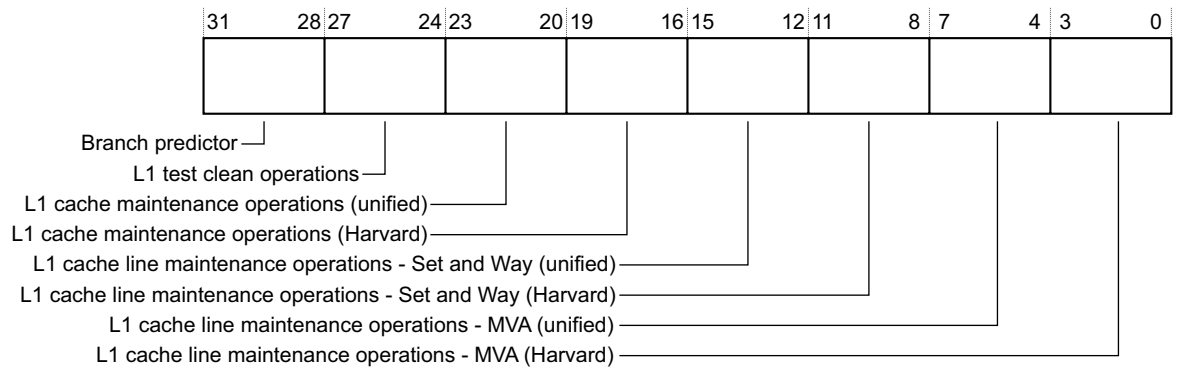 31 28 27 24 23 20 19 16 15 12 11 8 7 4 3 0
Branch predictor
L1 test clean operations
L1 cache maintenance operations (unified)
L1 cache maintenance operations (Harvard)
L1 cache line maintenance operations - Set and Way (unified)
L1 cache line maintenance operations - Set and Way (Harvard)
L1 cache line maintenance operations - MVA (unified)
L1 cache line maintenance operations - MVA (Harvard)